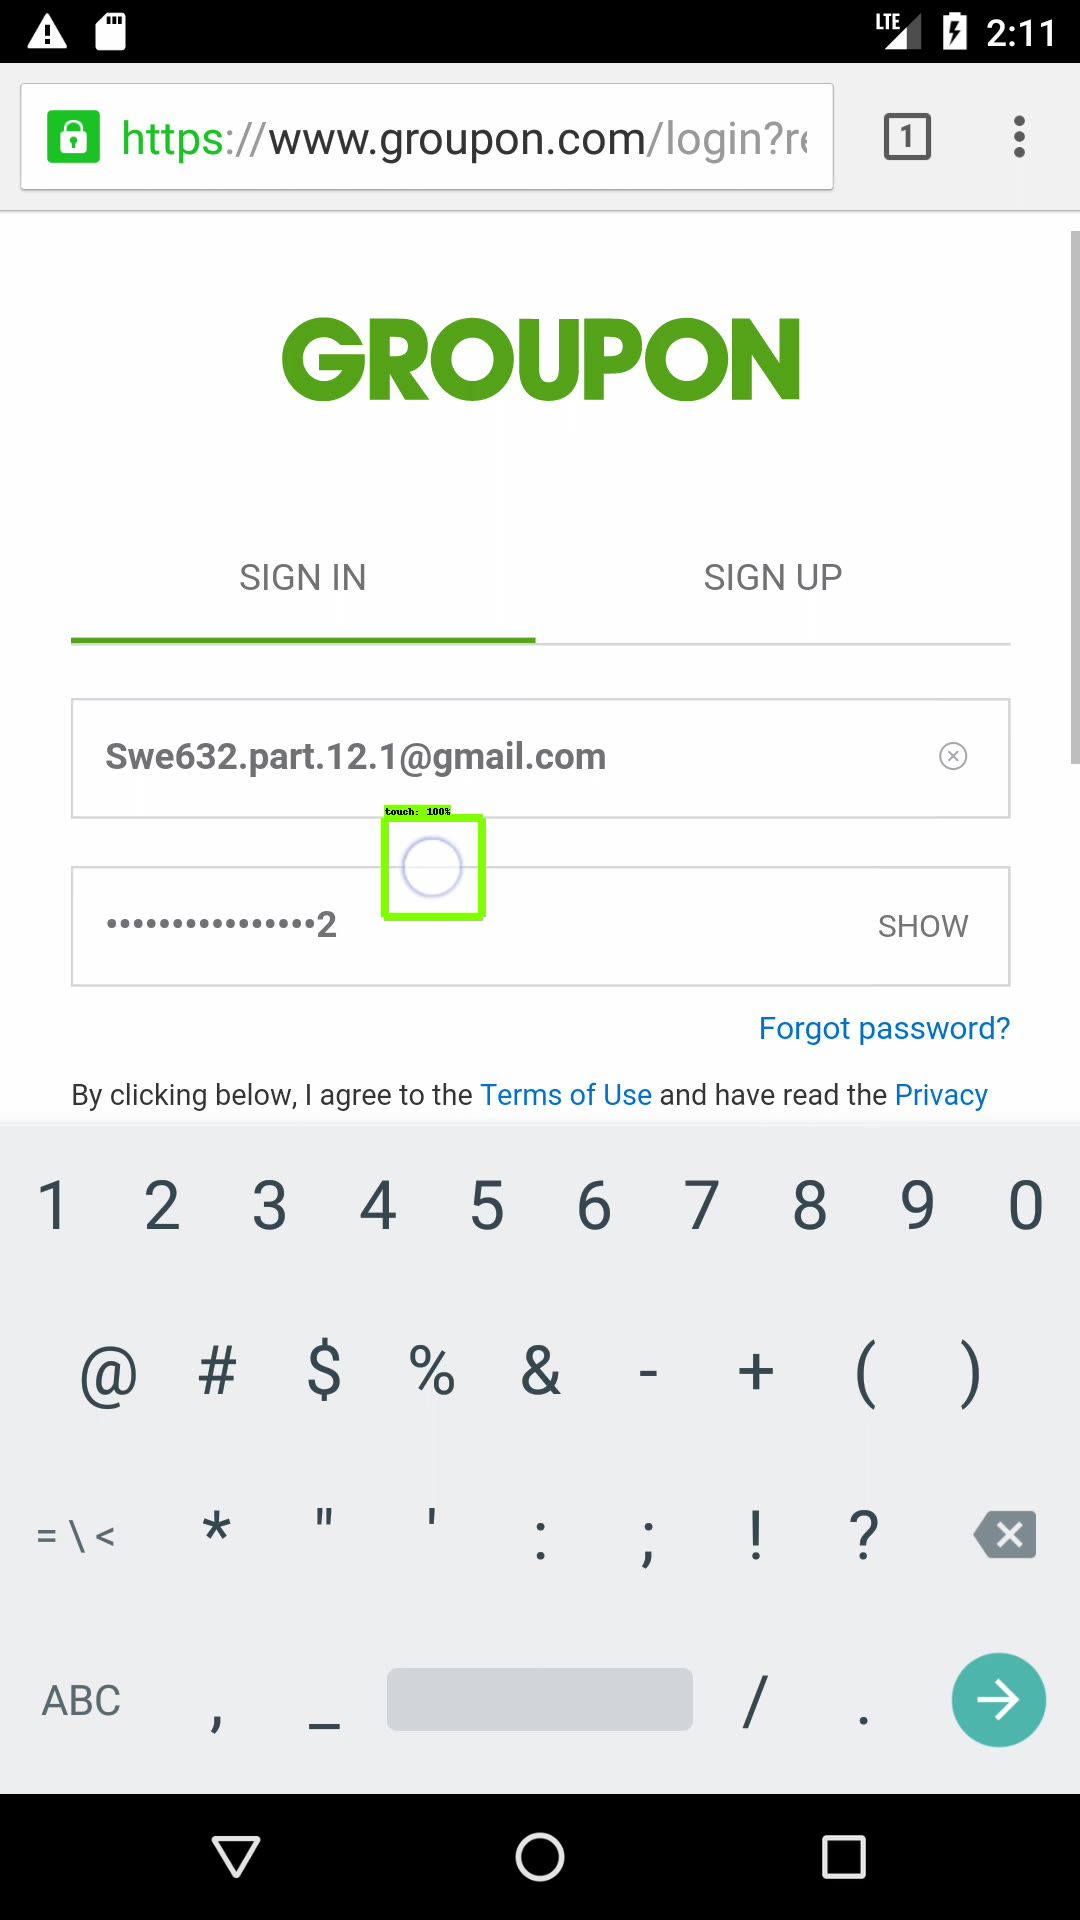 LTE 2:11
https://www.groupon.com/login?re
1
GROUPON
SIGN IN SIGN UP
Swe632.part.12.1@gmail.com
touch: 100%
••••••••••••••••2 SHOW
Forgot password?
By clicking below, I agree to the Terms of Use and have read the Privacy
1 2 3 4 5 6 7 8 9 0
@ # $ % & - + ( )
= \ < * " ' : ; ! ?
ABC , _ / .